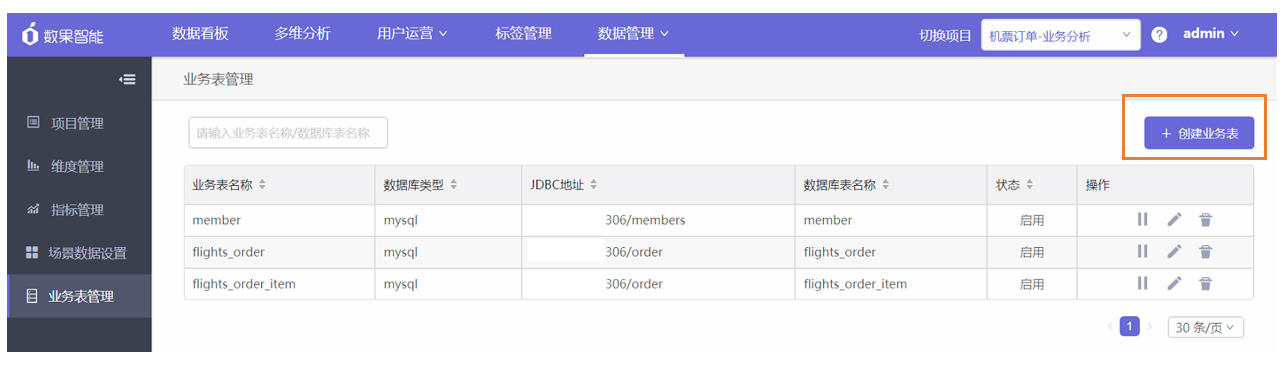 数果智能 数据看板 多维分析 用户运营 标签管理 数据管理 切换项目 机票订单-业务分析 ? admin
业务表管理
项目管理
维度管理
指标管理
场景数据设置
业务表管理
请输入业务表名称/数据库表名称
+ 创建业务表
业务表名称 数据库类型 JDBC地址 数据库表名称 状态 操作
member mysql 306/members member 启用
flights_order mysql 306/order flights_order 启用
flights_order_item mysql 306/order flights_order_item 启用
< 1 > 30 条/页